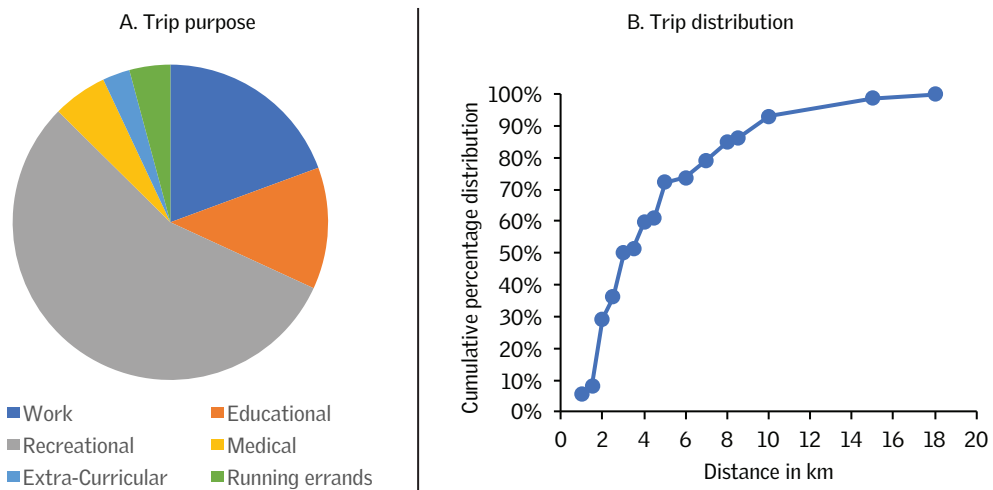 A. Trip purpose
Work
Educational
Recreational
Medical
Extra-Curricular
Running errands
B. Trip distribution
Cumulative percentage distribution
100%
90%
80%
70%
60%
50%
40%
30%
20%
10%
0%
0 2 4 6 8 10 12 14 16 18 20
Distance in km